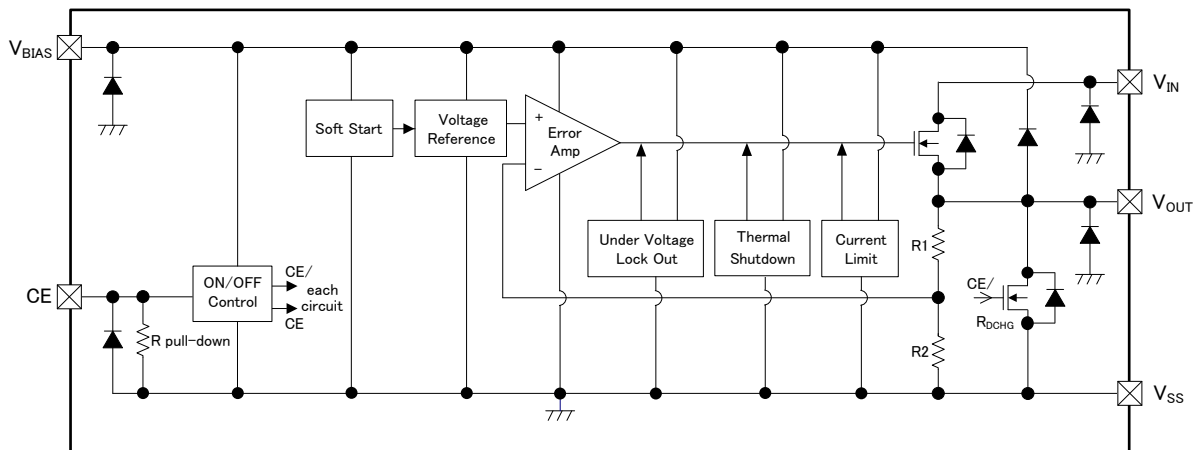 VBIAS
VIN
Soft Start
Voltage
Reference
+
Error
Amp
−
VOUT
Under Voltage
Lock Out
Thermal
Shutdown
Current
Limit
R1
CE
ON/OFF
Control
CE/
each
circuit
CE
CE/
RDCHG
R pull-down
R2
VSS